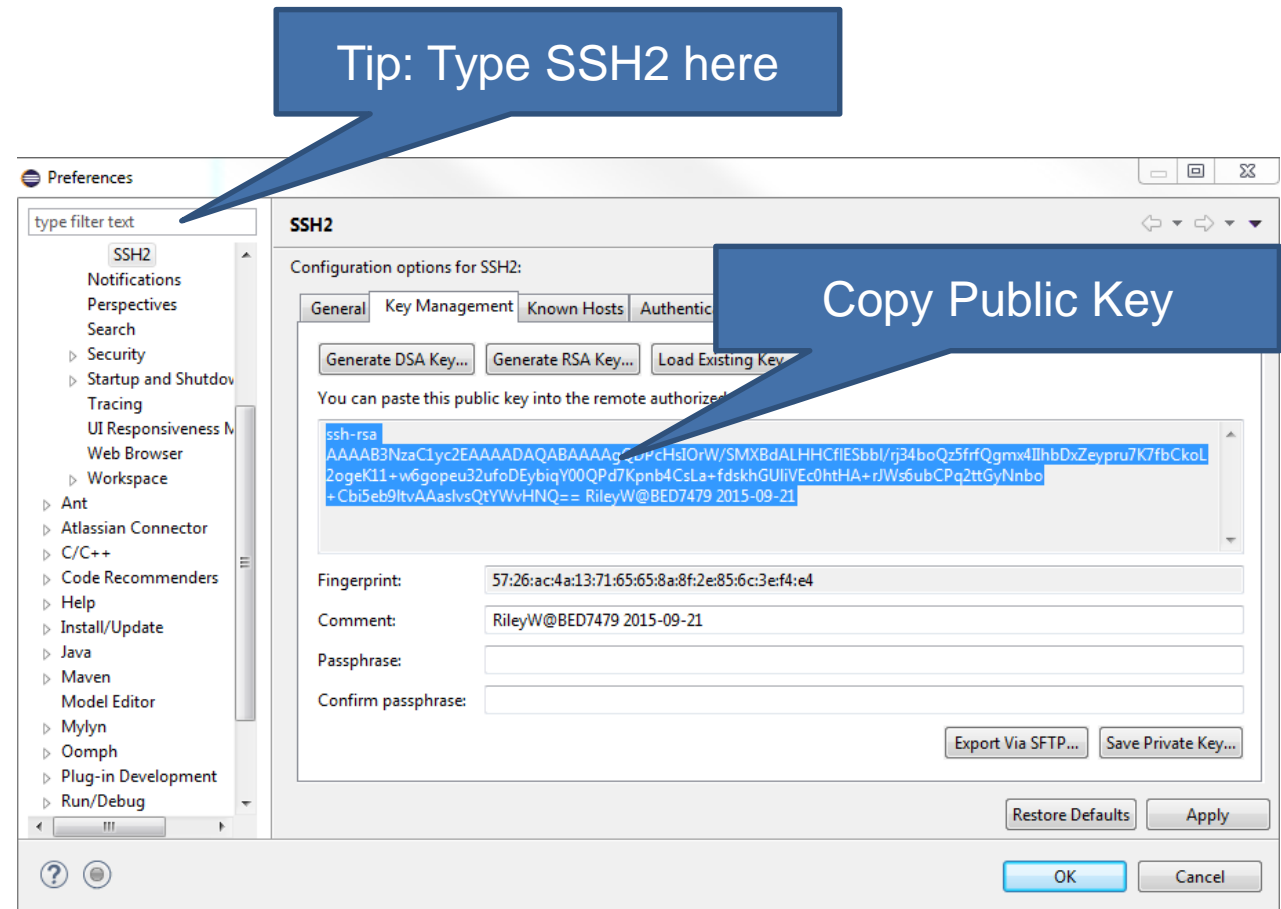 Tip: Type SSH2 here
Preferences
type filter text
SSH2
Notifications
Perspectives
Search
Security
Startup and Shutdov
Tracing
UI Responsiveness M
Web Browser
Workspace
Ant
Atlassian Connector
C/C++
Code Recommenders
Help
Install/Update
Java
Maven
Model Editor
Mylyn
Oomph
Plug-in Development
Run/Debug
SSH2
Configuration options for SSH2:
Copy Public Key
General Key Management Known Hosts Authentic
Generate DSA Key... Generate RSA Key... Load Existing Key
You can paste this public key into the remote authorized
ssh-rsa
2ogeK11+w6gopeu32ufoDEybiqY00QPd7Kpnb4CsLa+fdskhGUIiVEc0htHA+rJWs6ubCPq2ttGyNnbo
+Cbi5eb9ItvAAasIvsQtYWvHNQ== RileyW@BED7479 2015-09-21
Fingerprint: 57:26:ac:4a:13:71:65:65:8a:8f:2e:85:6c:3e:f4:e4
Comment: RileyW@BED7479 2015-09-21
Passphrase:
Confirm passphrase:
Export Via SFTP... Save Private Key...
Restore Defaults Apply
OK Cancel